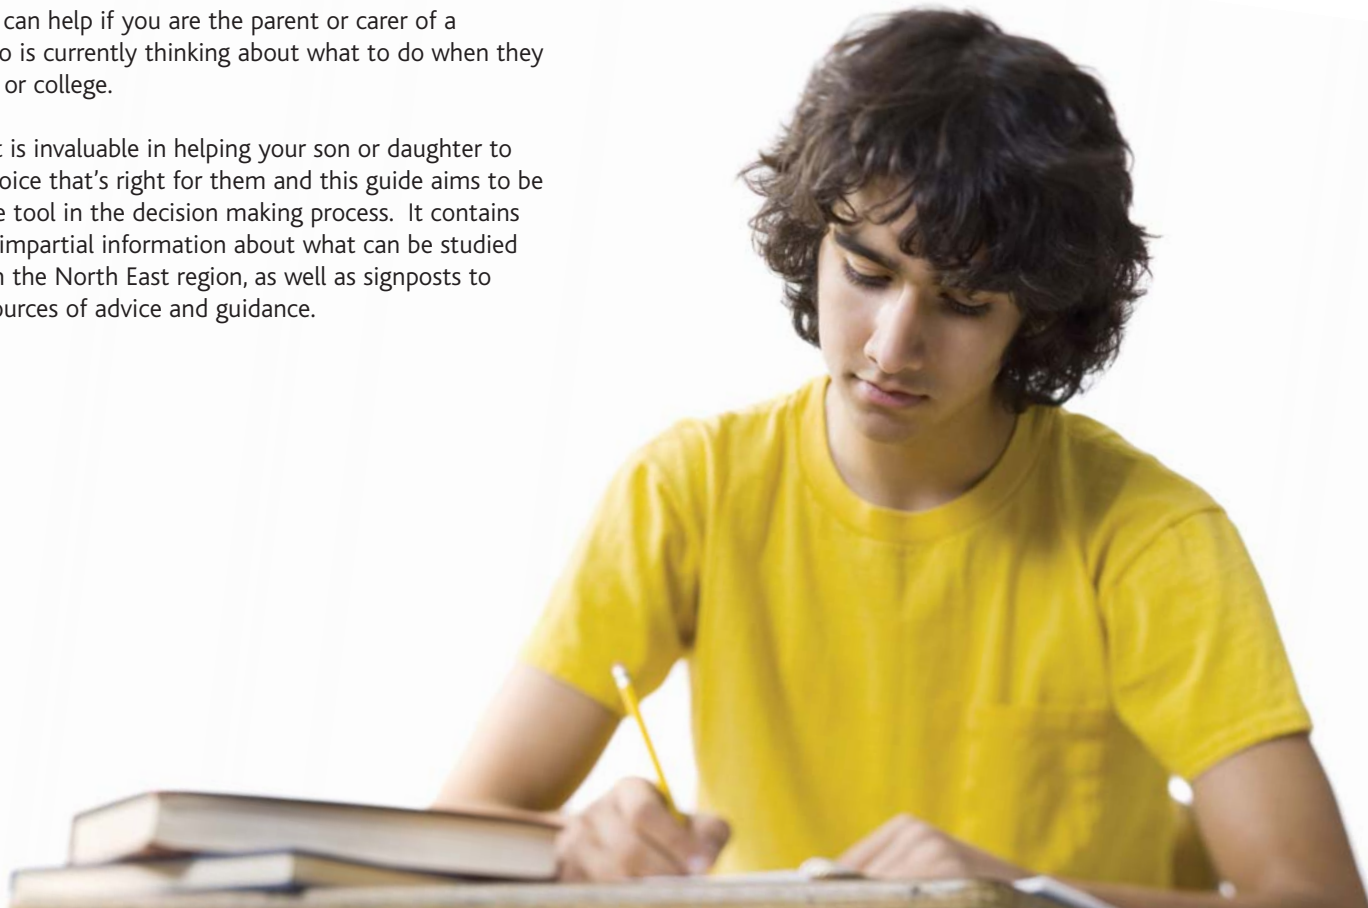 can help if you are the parent or carer of a
o is currently thinking about what to do when they
or college.
t is invaluable in helping your son or daughter to
oice that's right for them and this guide aims to be
e tool in the decision making process.  It contains
impartial information about what can be studied
n the North East region, as well as signposts to
ources of advice and guidance.